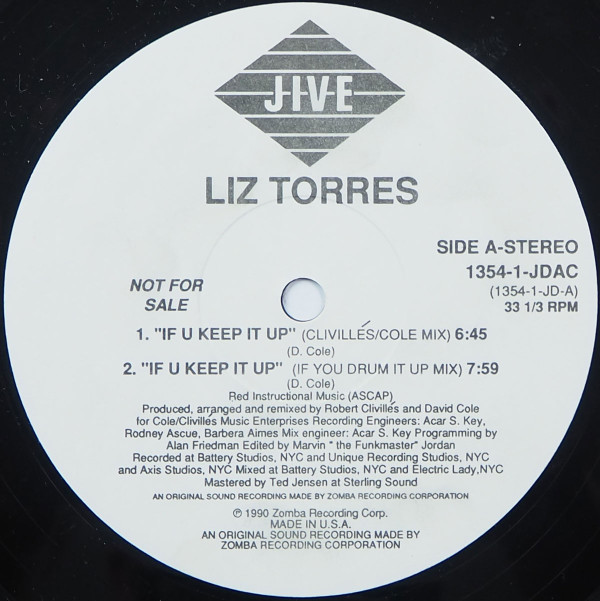 JIVE
LIZ TORRES
SIDE A-STEREO
1354-1-JDAC
(1354-1-JD-A)
33 1/3 RPM
NOT FOR
SALE
1. "IF U KEEP IT UP" (CLIVILLÉS/COLE MIX) 6:45
(D. Cole)
2. "IF U KEEP IT UP" (IF YOU DRUM IT UP MIX) 7:59
(D. Cole)
Red Instructional Music (ASCAP)
Produced, arranged and remixed by Robert Clivillés and David Cole
for Cole/Clivillés Music Enterprises Recording Engineers: Acar S. Key,
Rodney Ascue, Barbera Aimes Mix engineer: Acar S. Key Programming by
Alan Friedman Edited by Marvin " the Funkmaster" Jordan
Recorded at Battery Studios, NYC and Unique Recording Studios, NYC
and Axis Studios, NYC Mixed at Battery Studios, NYC and Electric Lady,NYC
Mastered by Ted Jensen at Sterling Sound
AN ORIGINAL SOUND RECORDING MADE BY ZOMBA RECORDING CORPORATION
℗ 1990 Zomba Recording Corp.
MADE IN U.S.A.
AN ORIGINAL SOUND RECORDING MADE BY
ZOMBA RECORDING CORPORATION